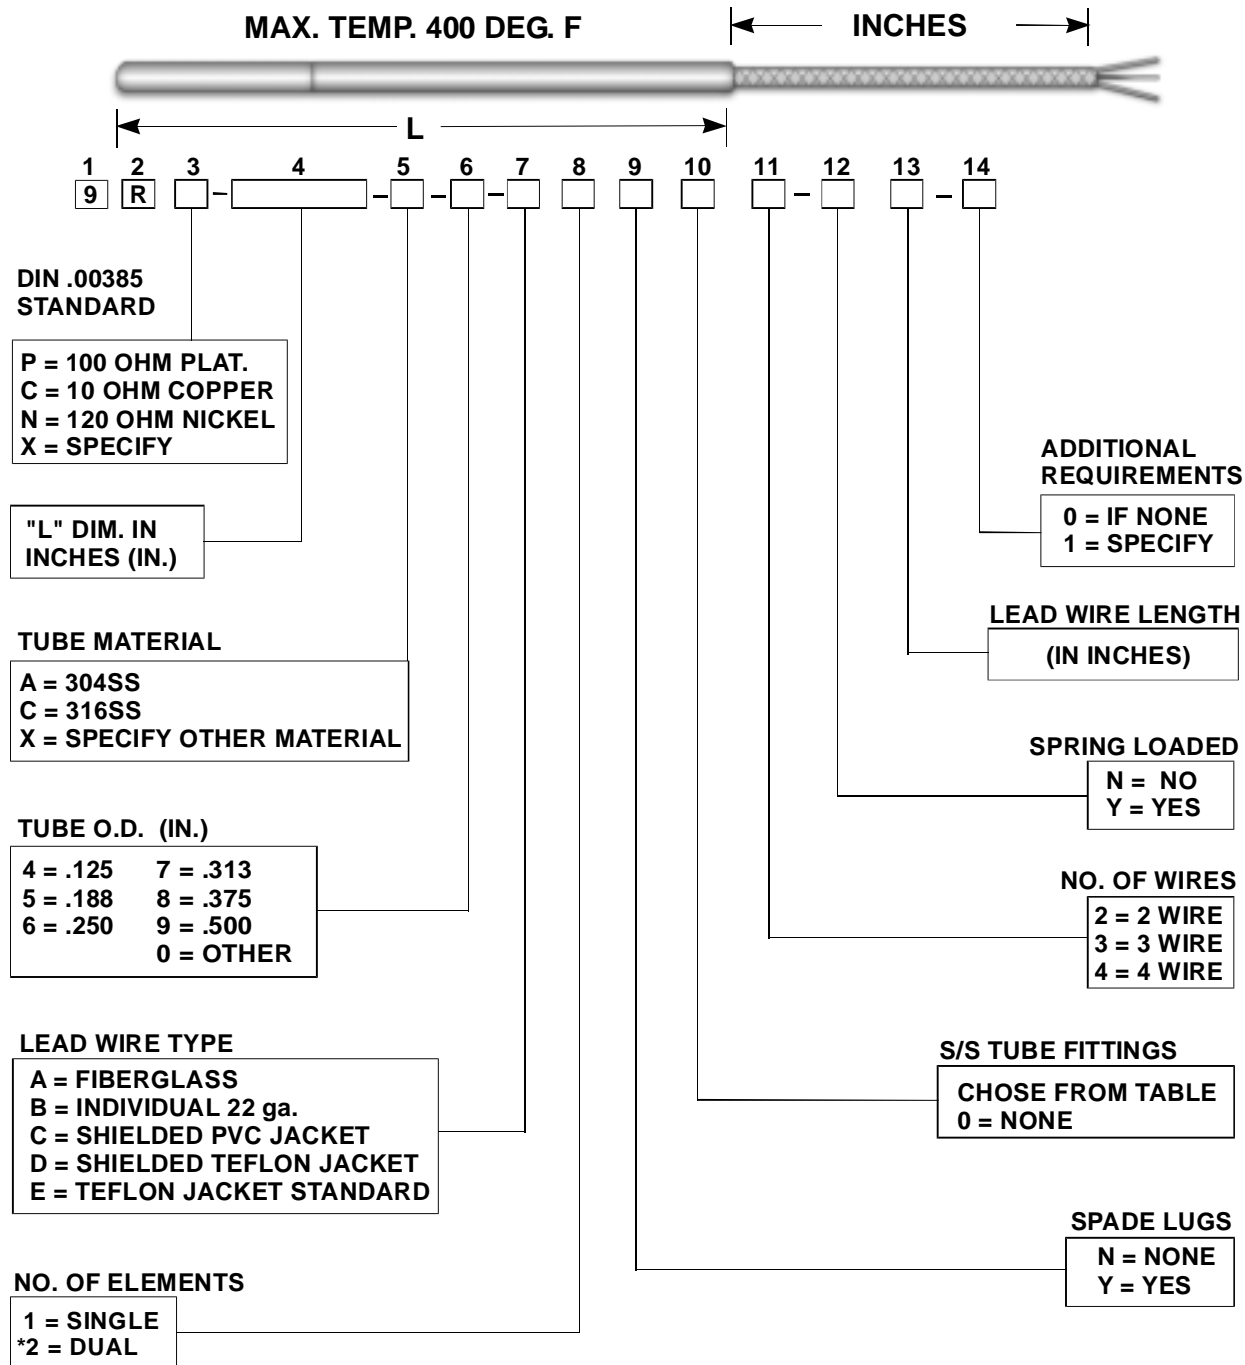 MAX. TEMP. 400 DEG. F
INCHES
L
1 2 3 4 5 6 7 8 9 10 11 12 13 14
9 R - - - - - -
DIN .00385
STANDARD
P = 100 OHM PLAT.
C = 10 OHM COPPER
N = 120 OHM NICKEL
X = SPECIFY
"L" DIM. IN
INCHES (IN.)
TUBE MATERIAL
A = 304SS
C = 316SS
X = SPECIFY OTHER MATERIAL
TUBE O.D. (IN.)
4 = .125 7 = .313
5 = .188 8 = .375
6 = .250 9 = .500
0 = OTHER
LEAD WIRE TYPE
A = FIBERGLASS
B = INDIVIDUAL 22 ga.
C = SHIELDED PVC JACKET
D = SHIELDED TEFLON JACKET
E = TEFLON JACKET STANDARD
NO. OF ELEMENTS
1 = SINGLE
*2 = DUAL
ADDITIONAL
REQUIREMENTS
0 = IF NONE
1 = SPECIFY
LEAD WIRE LENGTH
(IN INCHES)
SPRING LOADED
N = NO
Y = YES
NO. OF WIRES
2 = 2 WIRE
3 = 3 WIRE
4 = 4 WIRE
S/S TUBE FITTINGS
CHOSE FROM TABLE
0 = NONE
SPADE LUGS
N = NONE
Y = YES